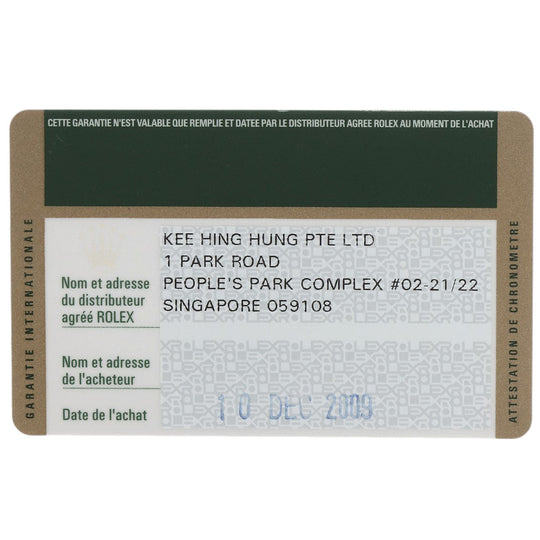 CETTE GARANTIE N'EST VALABLE QUE REMPLIE ET DATEE PAR LE DISTRIBUTEUR AGREE ROLEX AU MOMENT DE L'ACHAT
GARANTIE INTERNATIONALE
KEE HING HUNG PTE LTD
1 PARK ROAD
PEOPLE'S PARK COMPLEX #02-21/22
SINGAPORE 059108
Nom et adresse
du distributeur
agréé ROLEX
Nom et adresse
de l'acheteur
Date de l'achat
10 DEC 2009
ATTESTATION DE CHRONOMETRE